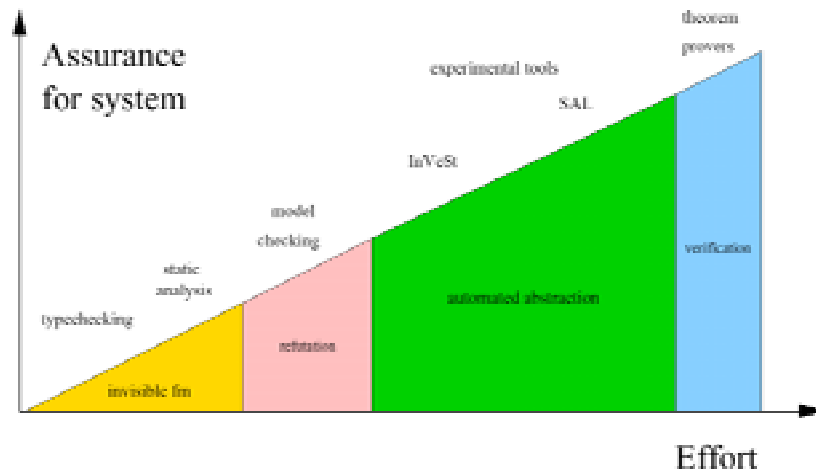 theorem
provers
Assurance
for system
experimental tools
SAL
InVeSt
model
checking
static
analysis
typechecking
verification
automated abstraction
refutation
invisible fm
Effort